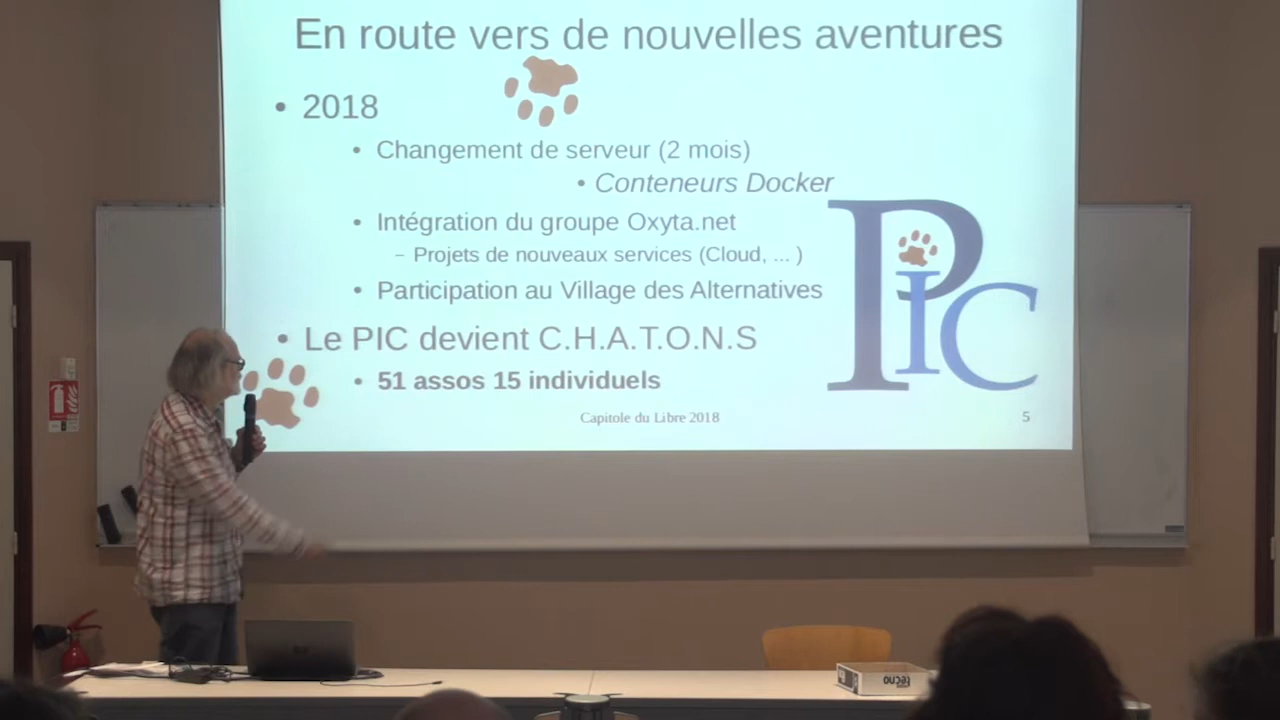 En route vers de nouvelles aventures
• 2018
• Changement de serveur (2 mois)
• Conteneurs Docker
• Intégration du groupe Oxyta.net
– Projets de nouveaux services (Cloud, ... )
• Participation au Village des Alternatives
PIC
• Le PIC devient C.H.A.T.O.N.S
• 51 assos 15 individuels
Capitole du Libre 2018
5
tecno